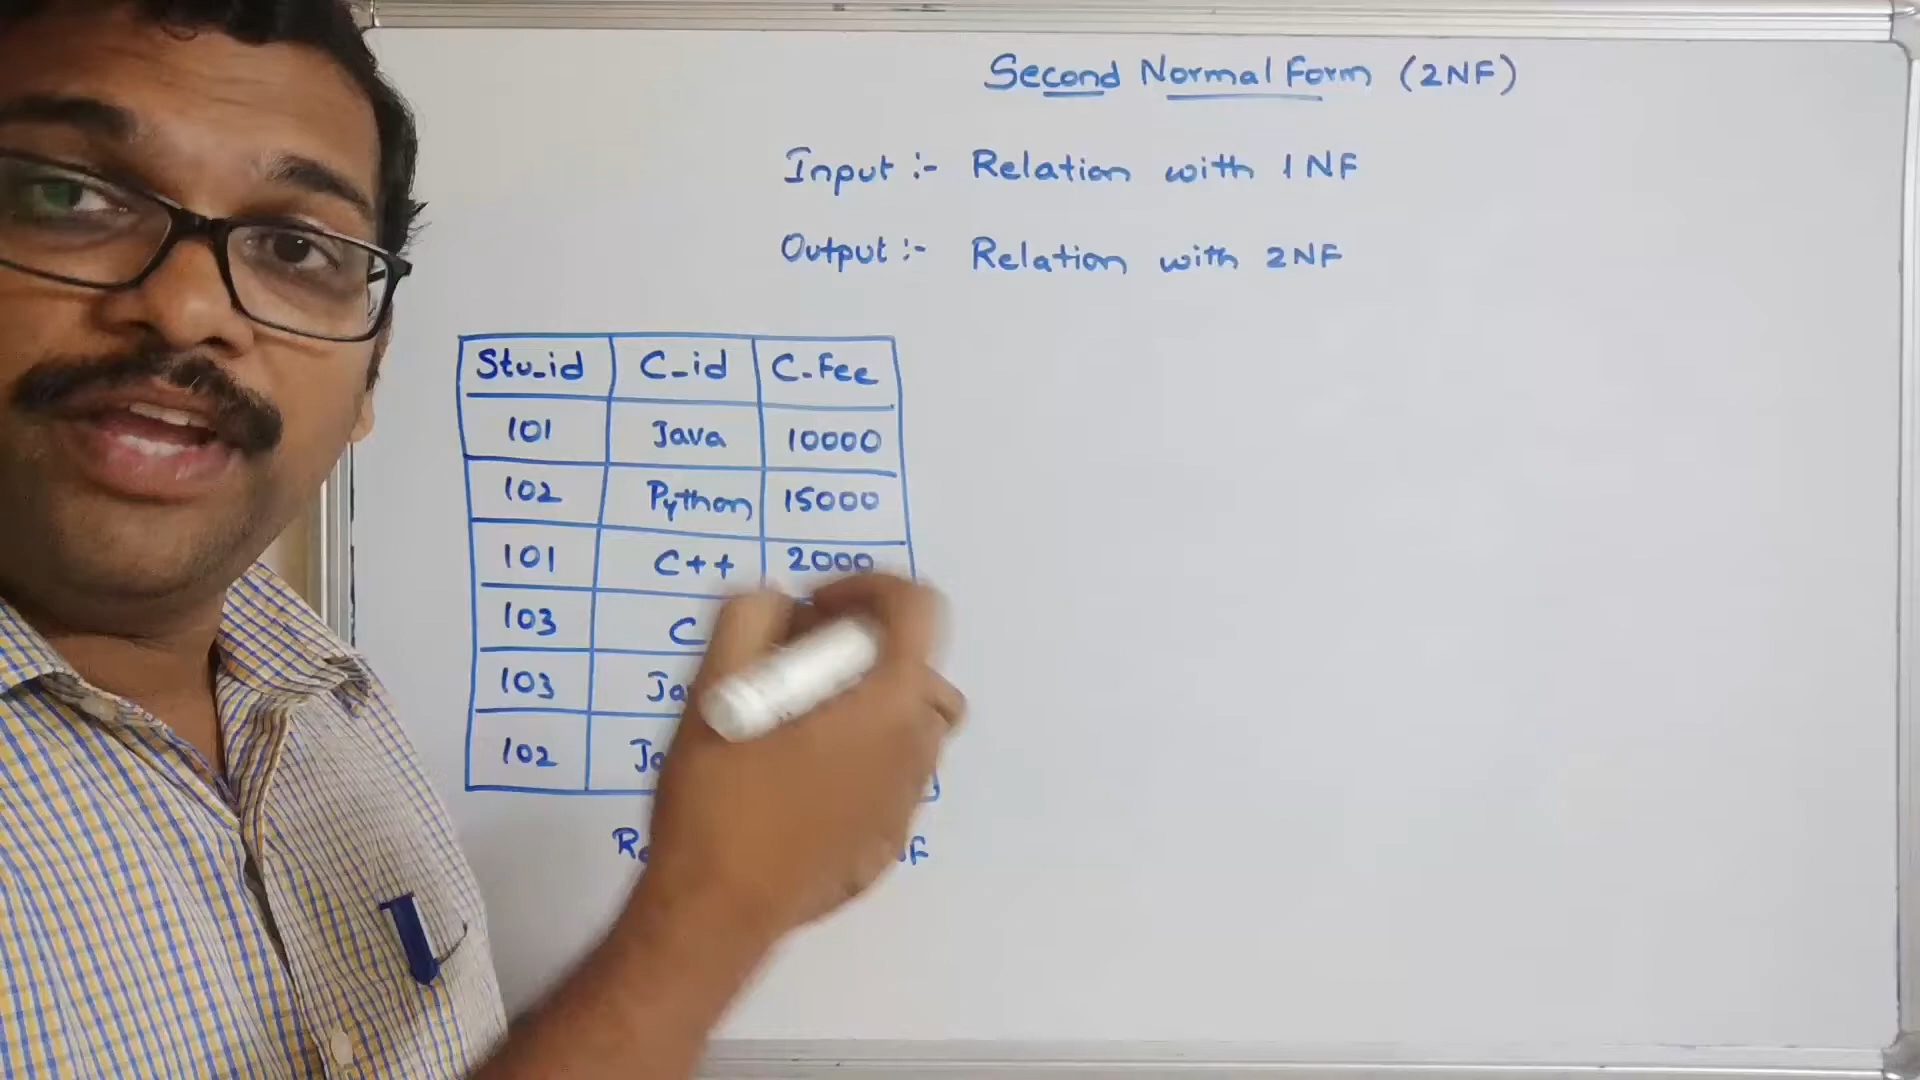 Second Normal Form (2NF)
Input :- Relation with 1NF
Output :- Relation with 2NF
Stu_id C_id C_Fee
101 Java 10000
102 Python 15000
101 C++ 2000
103 C
103
102